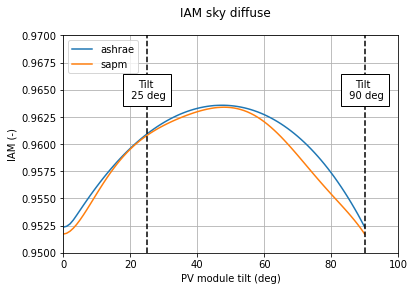 IAM sky diffuse
0.9700
0.9675
0.9650
0.9625
0.9600
0.9575
0.9550
0.9525
0.9500
IAM (-)
ashrae
sapm
Tilt
25 deg
Tilt
90 deg
0
20
40
60
80
100
PV module tilt (deg)